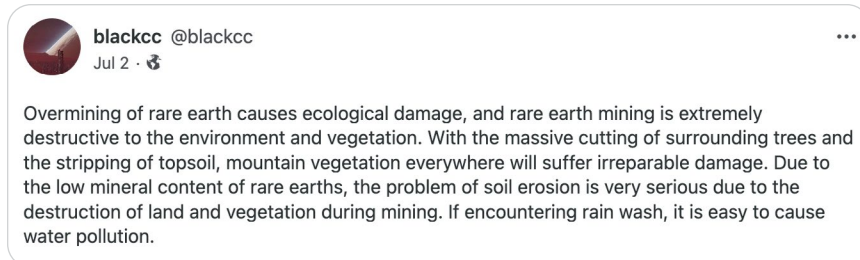 blackcc @blackcc
Jul 2 ·
Overmining of rare earth causes ecological damage, and rare earth mining is extremely
destructive to the environment and vegetation. With the massive cutting of surrounding trees and
the stripping of topsoil, mountain vegetation everywhere will suffer irreparable damage. Due to
the low mineral content of rare earths, the problem of soil erosion is very serious due to the
destruction of land and vegetation during mining. If encountering rain wash, it is easy to cause
water pollution.